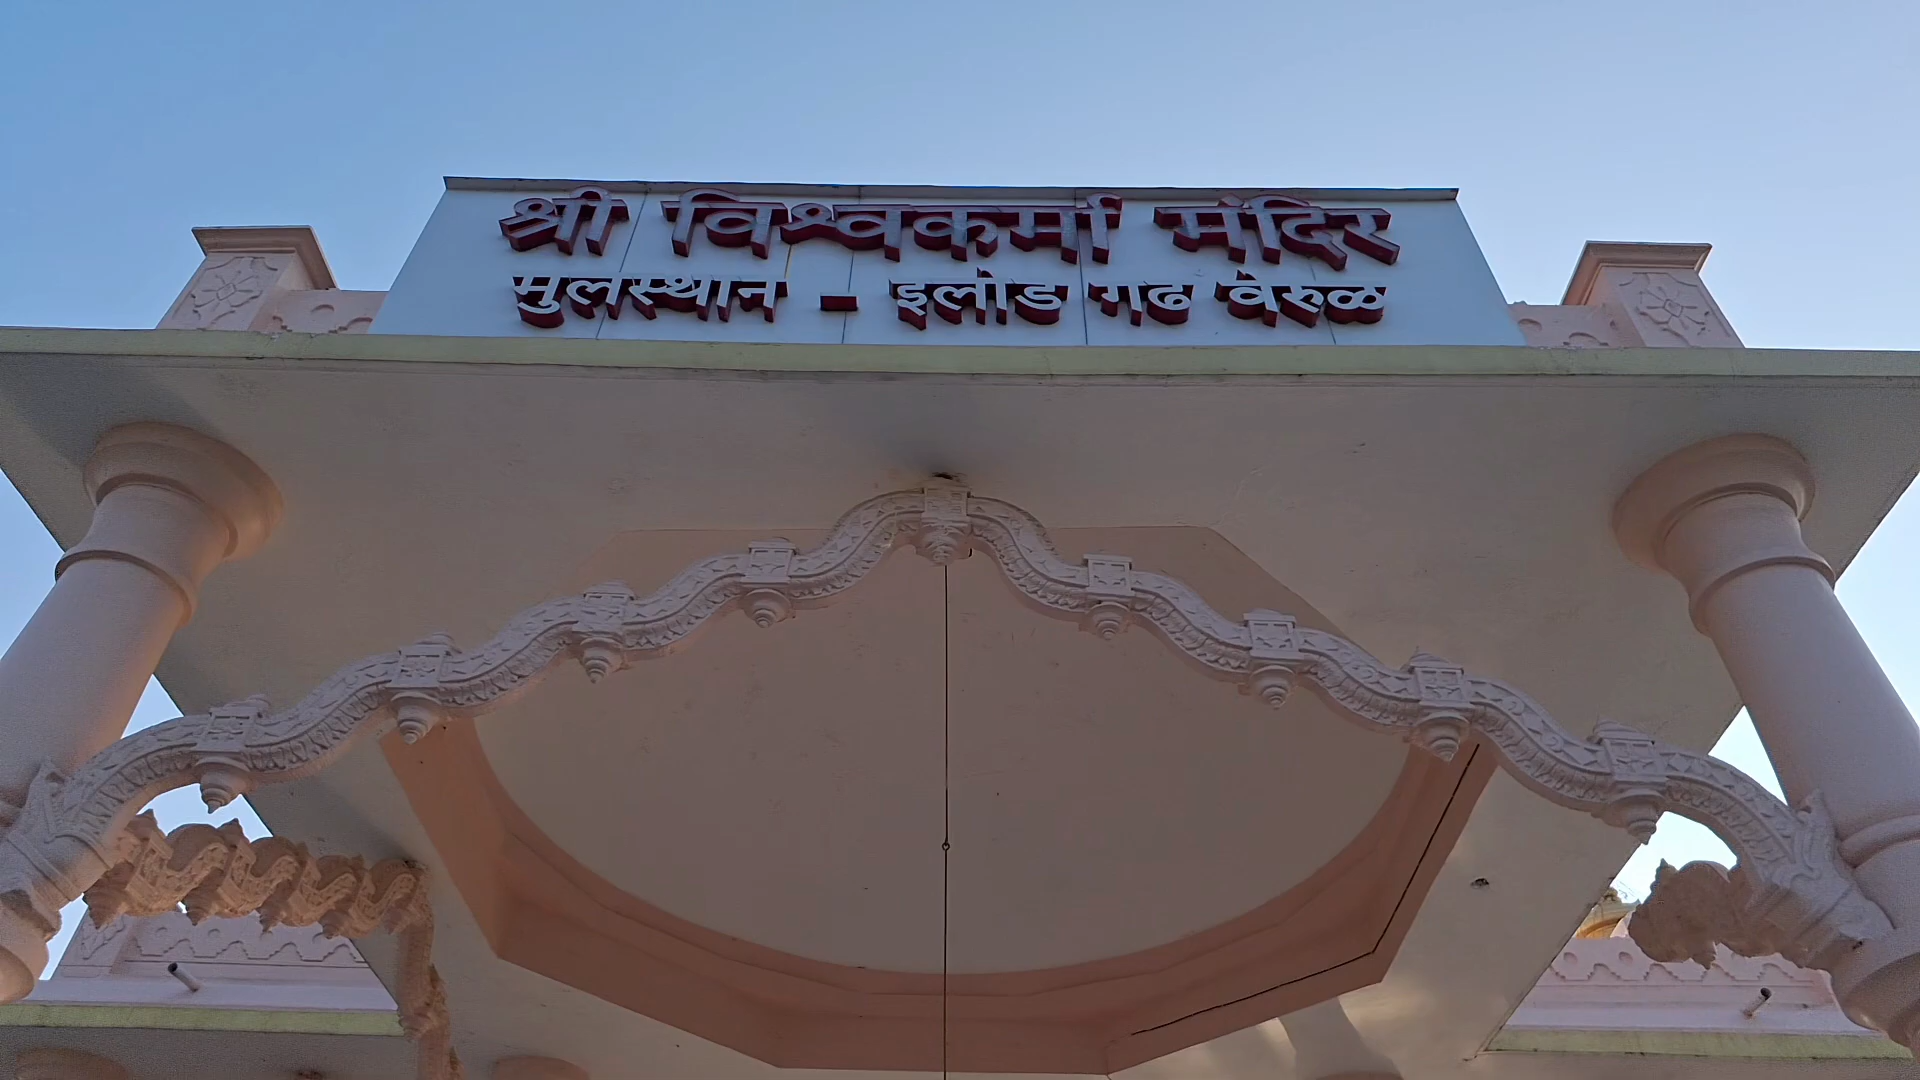 श्री विश्वकर्मा मंदिर
मुलस्थान - इलोड गढ वेरुळ